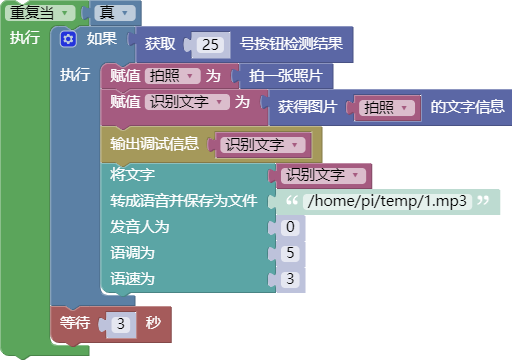 重复当 真
执行 如果 获取 25 号按钮检测结果
执行 赋值 拍照 为 拍一张照片
赋值 识别文字 为 获得图片 拍照 的文字信息
输出调试信息 识别文字
将文字 识别文字
转成语音并保存为文件 “ /home/pi/temp/1.mp3 ”
发音人为 0
语调为 5
语速为 3
等待 3 秒